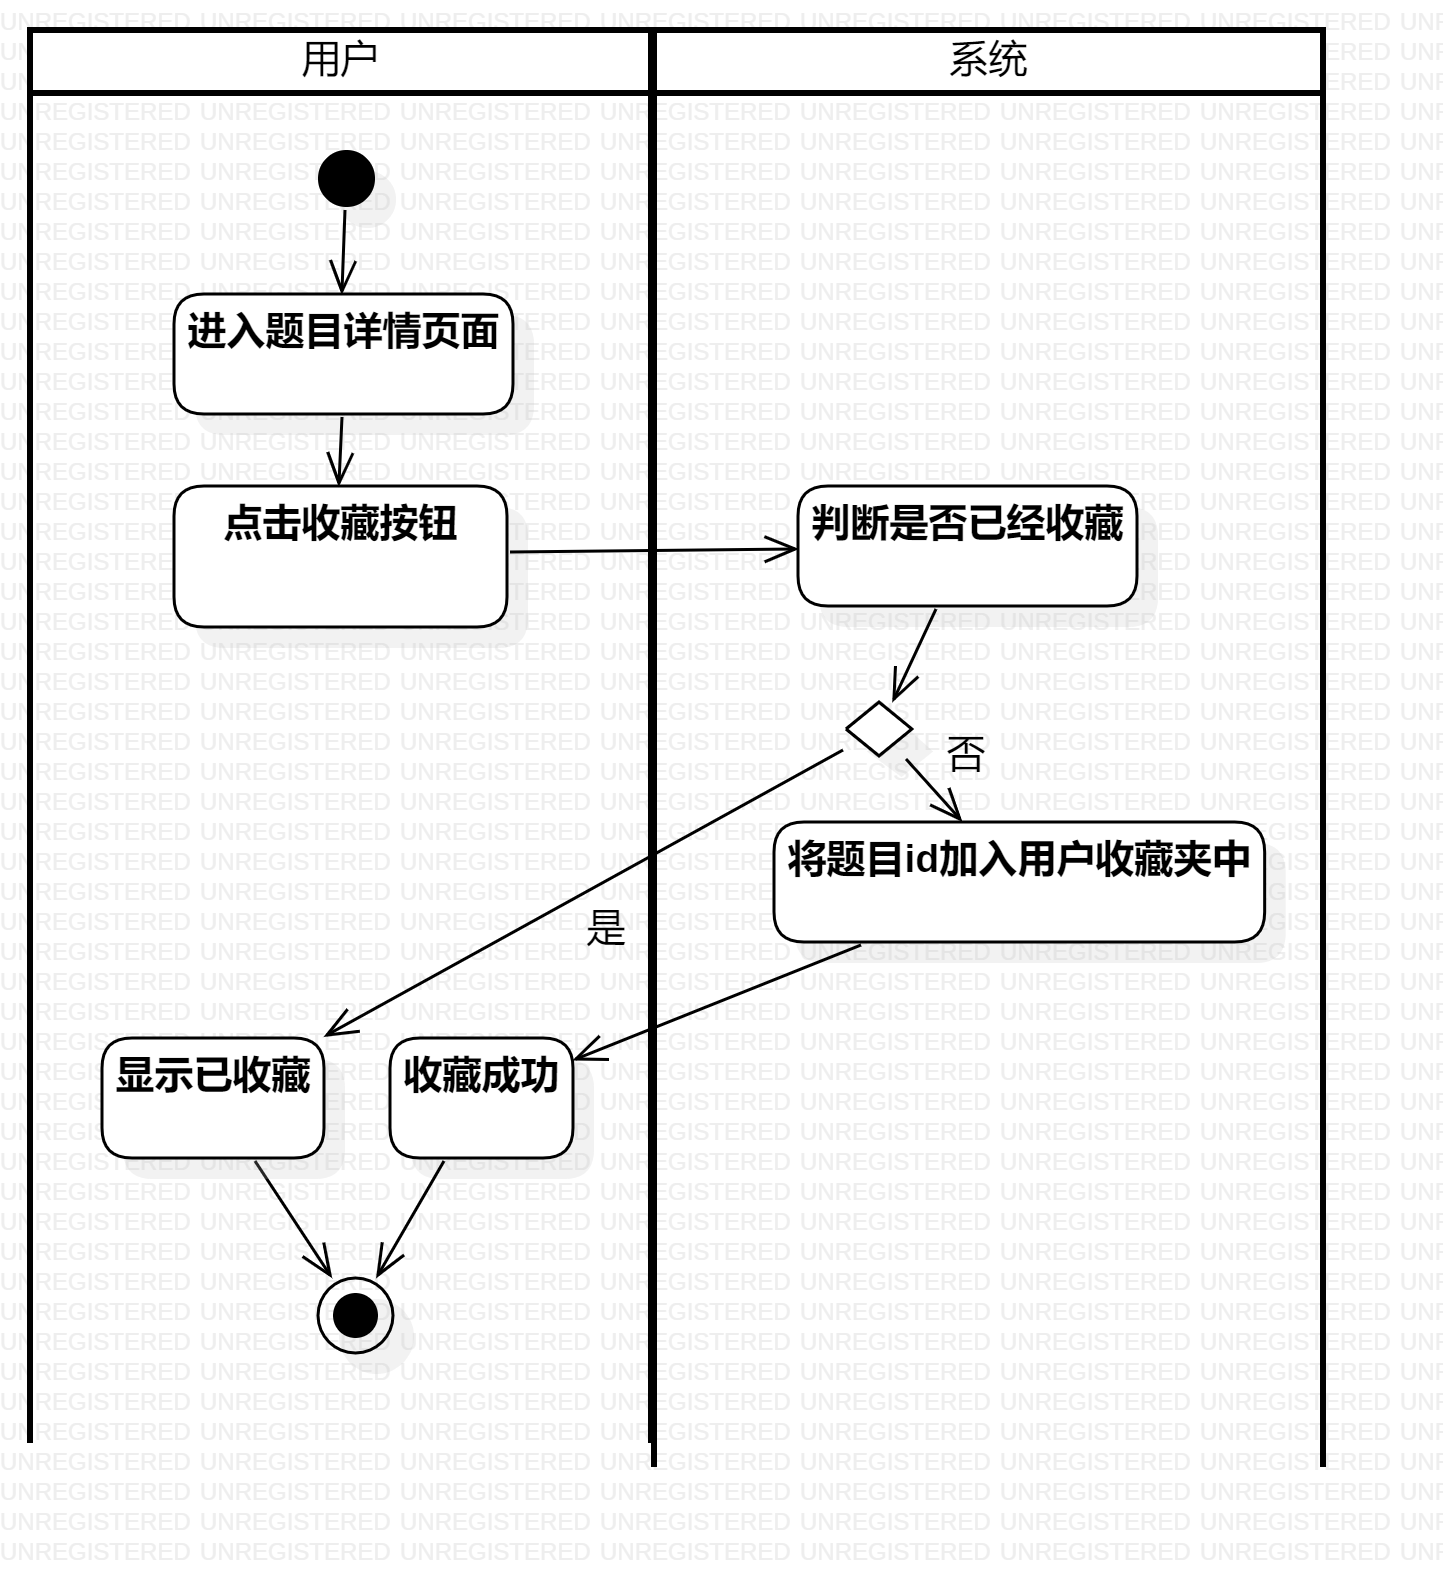 用户
系统
进入题目详情页面
点击收藏按钮
判断是否已经收藏
否
将题目id加入用户收藏夹中
是
显示已收藏
收藏成功
UNREGISTERED